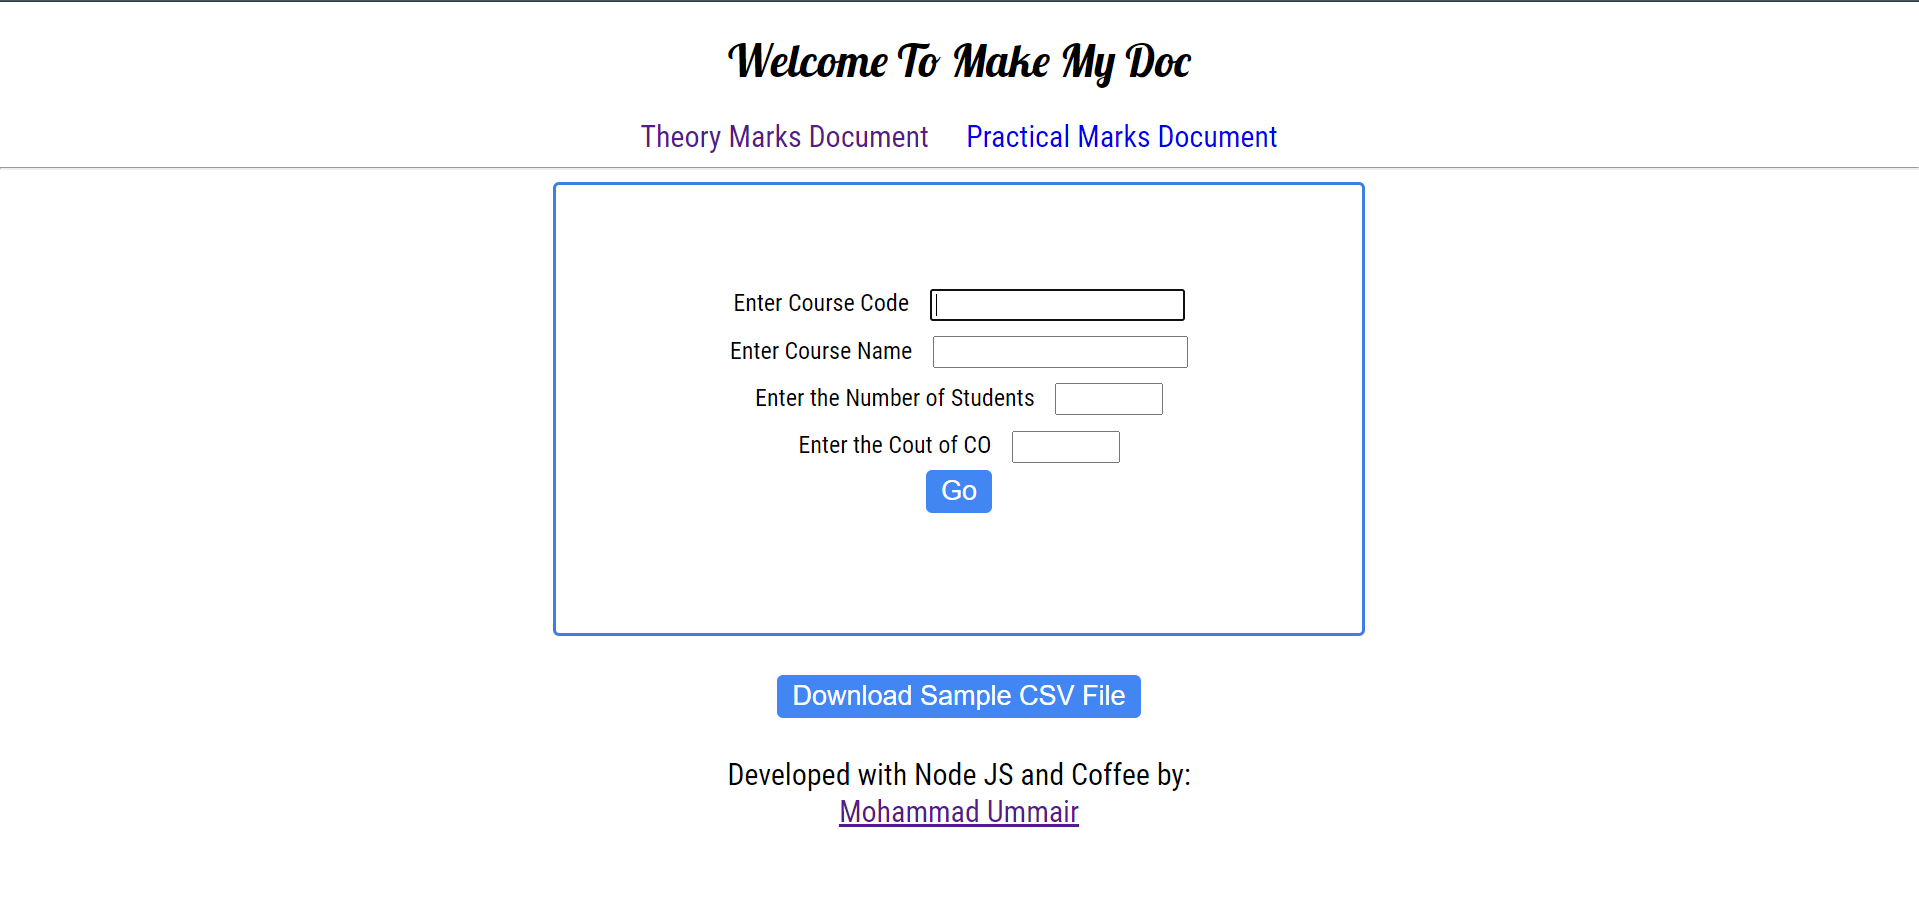 Welcome To Make My Doc
Theory Marks Document Practical Marks Document
Enter Course Code
Enter Course Name
Enter the Number of Students
Enter the Cout of CO
Go
Download Sample CSV File
Developed with Node JS and Coffee by:
Mohammad Ummair